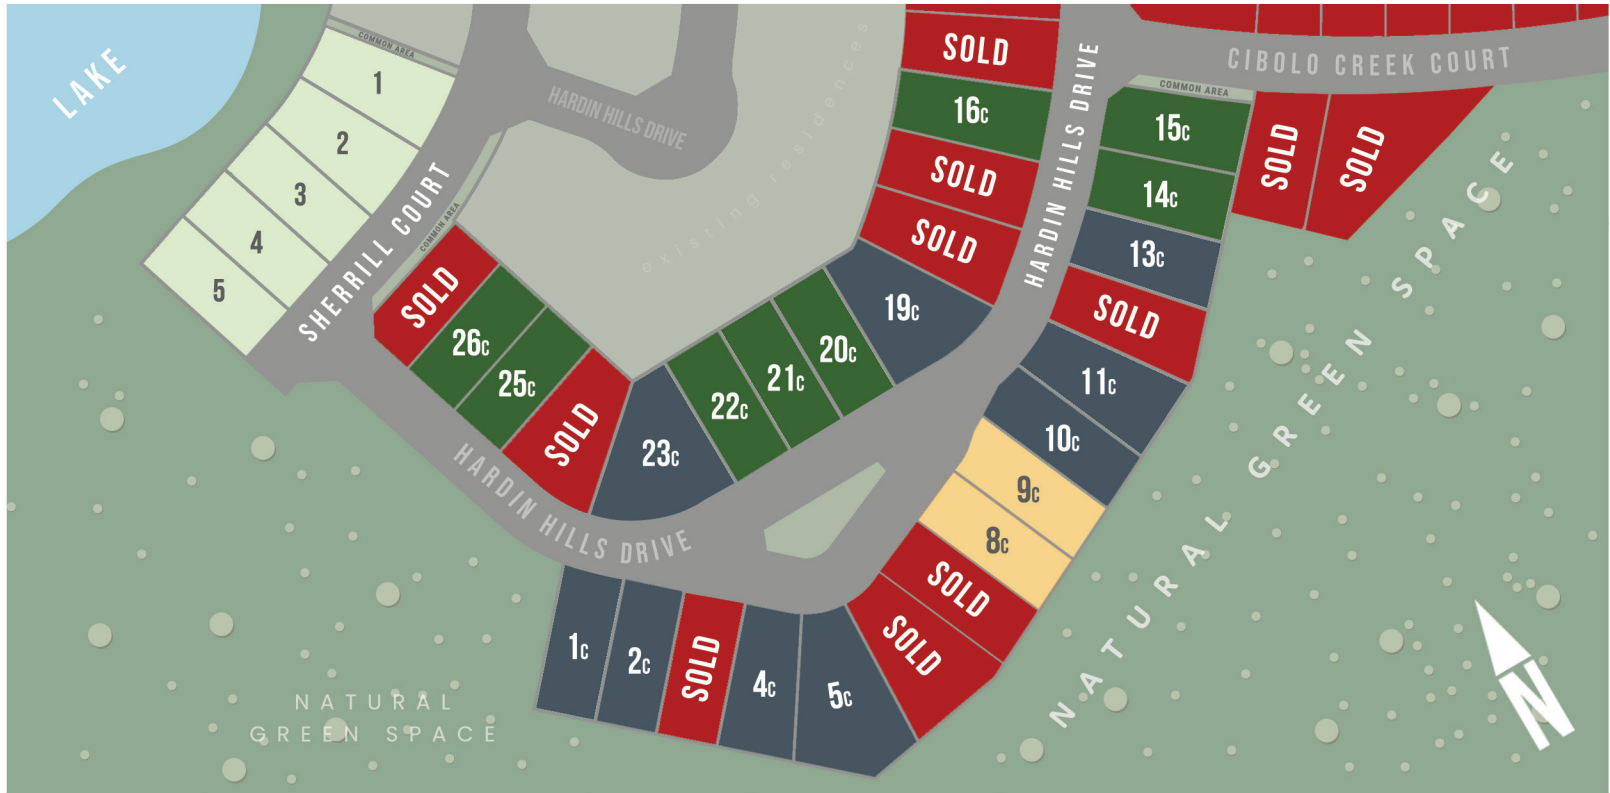 LAKE
COMMON AREA
1
2
3
4
5
SHERRILL COURT
COMMON AREA
HARDIN HILLS DRIVE
existing residences
SOLD
16C
SOLD
SOLD
19C
20C
21C
22C
23C
SOLD
25C
26C
SOLD
HARDIN HILLS DRIVE
HARDIN HILLS DRIVE
CIBOLO CREEK COURT
COMMON AREA
15C
14C
13C
SOLD
11C
10C
9C
8C
SOLD
SOLD
5C
4C
SOLD
2C
1C
SOLD
SOLD
NATURAL GREEN SPACE
NATURAL
GREEN SPACE
N